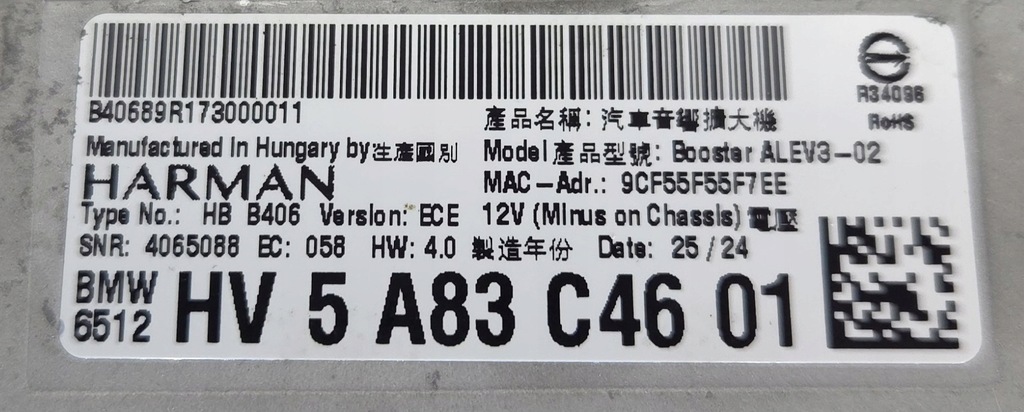 B40689R173000011
產品名稱: 汽車音響擴大機
R34096
RoHS
Manufactured In Hungary by 生產國別
Model 產品型號: Booster ALEV3-02
HARMAN
MAC-Adr.: 9CF55F55F7EE
Type No.: HB B406 Version: ECE 12V (Minus on Chassis) 電壓
SNR: 4065088 EC: 058 HW: 4.0 製造年份 Date: 25/24
BMW
6512
HV 5 A83 C46 01